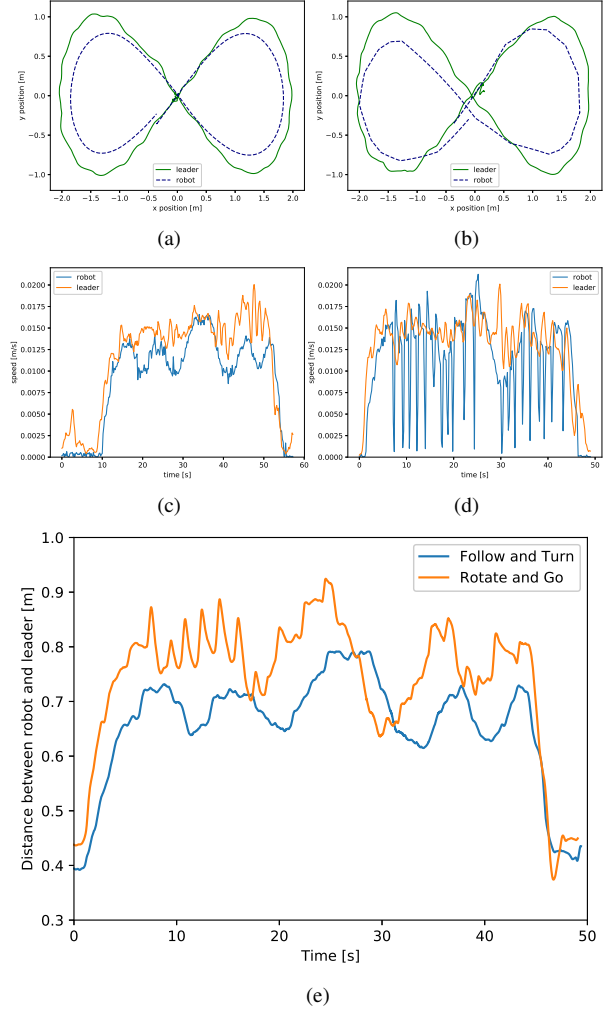 1.0
0.5
0.0
−0.5
−1.0
y position [m]
leader
robot
−2.0 −1.5 −1.0 −0.5 0.0 0.5 1.0 1.5 2.0
x position [m]
(a)
1.0
0.5
0.0
−0.5
−1.0
y position [m]
leader
robot
−2.0 −1.5 −1.0 −0.5 0.0 0.5 1.0 1.5 2.0
x position [m]
(b)
robot
leader
0.0200
0.0175
0.0150
0.0125
0.0100
0.0075
0.0050
0.0025
0.0000
speed [m/s]
0 10 20 30 40 50 60
time [s]
(c)
robot
leader
0.0200
0.0175
0.0150
0.0125
0.0100
0.0075
0.0050
0.0025
0.0000
speed [m/s]
0 10 20 30 40 50
time [s]
(d)
1.0
0.9
0.8
0.7
0.6
0.5
0.4
0.3
Distance between robot and leader [m]
Follow and Turn
Rotate and Go
0 10 20 30 40 50
Time [s]
(e)